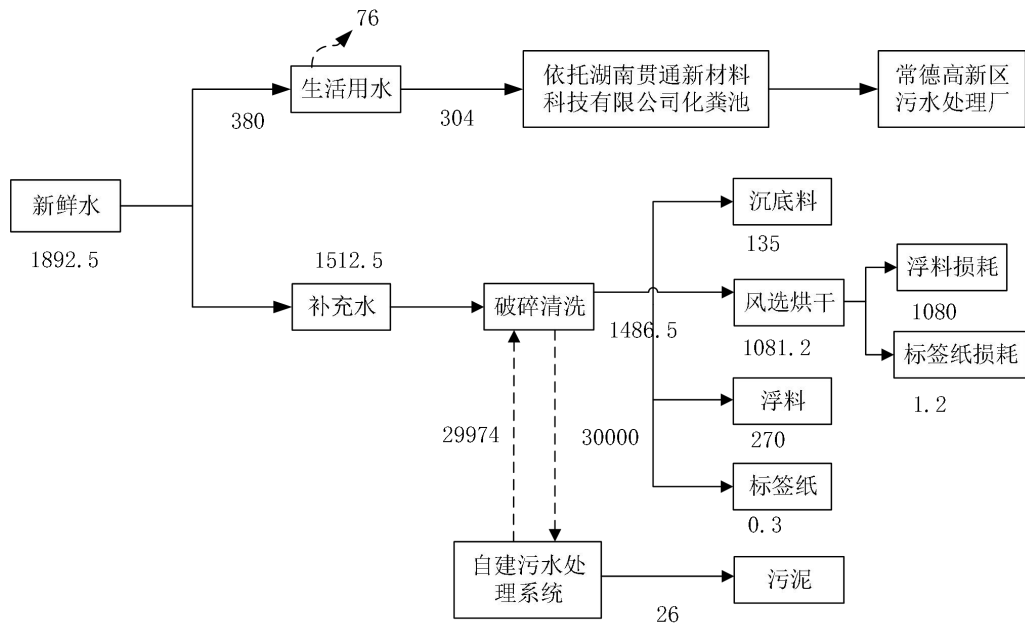 76
生活用水
依托湖南贯通新材料
科技有限公司化粪池
常德高新区
污水处理厂
380
304
新鲜水
1892.5
沉底料
135
1512.5
补充水
破碎清洗
1486.5
风选烘干
1081.2
浮料损耗
1080
标签纸损耗
1.2
浮料
270
29974
30000
标签纸
0.3
自建污水处
理系统
污泥
26